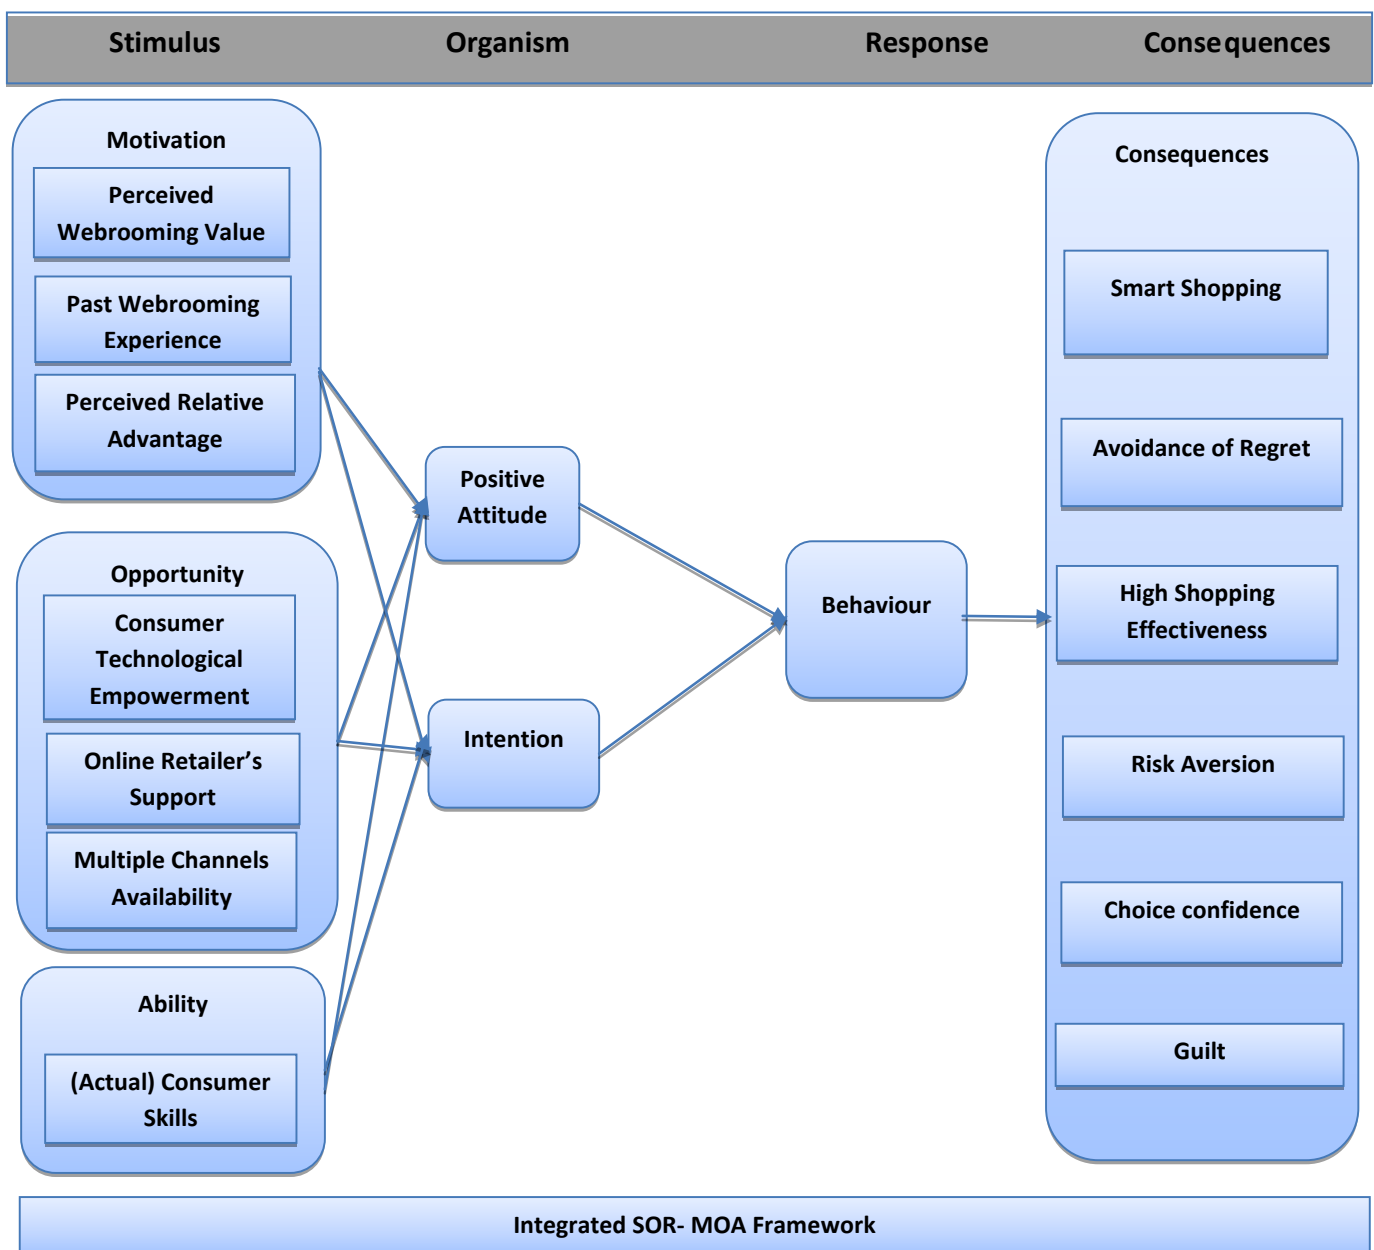 Stimulus Organism Response Consequences
Motivation
Perceived
Webrooming Value
Past Webrooming
Experience
Perceived Relative
Advantage
Opportunity
Consumer
Technological
Empowerment
Online Retailer’s
Support
Multiple Channels
Availability
Ability
(Actual) Consumer
Skills
Positive
Attitude
Intention
Behaviour
Consequences
Smart Shopping
Avoidance of Regret
High Shopping
Effectiveness
Risk Aversion
Choice confidence
Guilt
Integrated SOR- MOA Framework